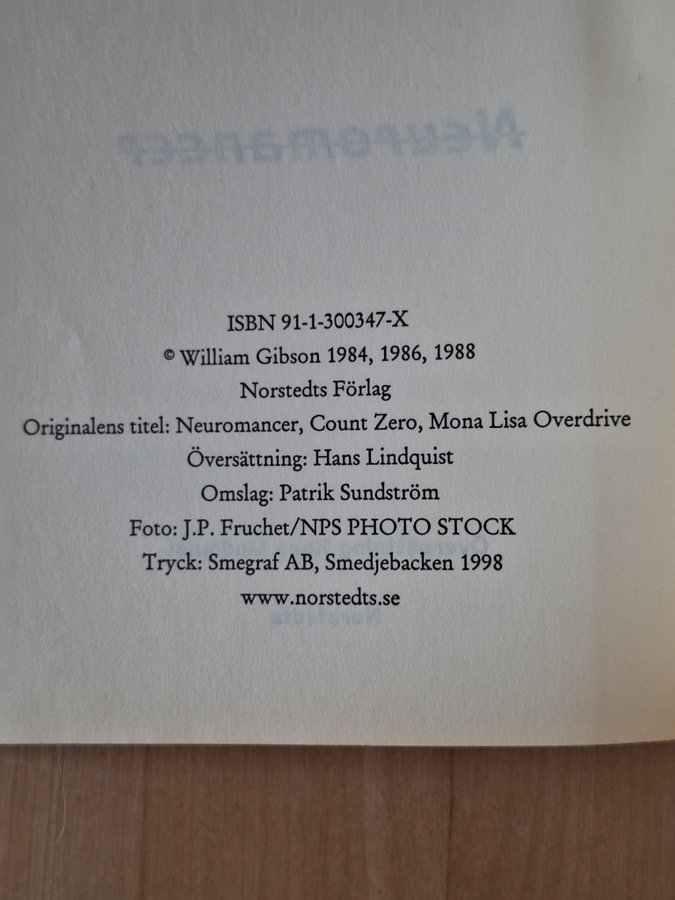 Neuromancer
ISBN 91-1-300347-X
© William Gibson 1984, 1986, 1988
Norstedts Förlag
Originalens titel: Neuromancer, Count Zero, Mona Lisa Overdrive
Översättning: Hans Lindquist
Omslag: Patrik Sundström
Foto: J.P. Fruchet/NPS PHOTO STOCK
Tryck: Smegraf AB, Smedjebacken 1998
www.norstedts.se
Norstedts